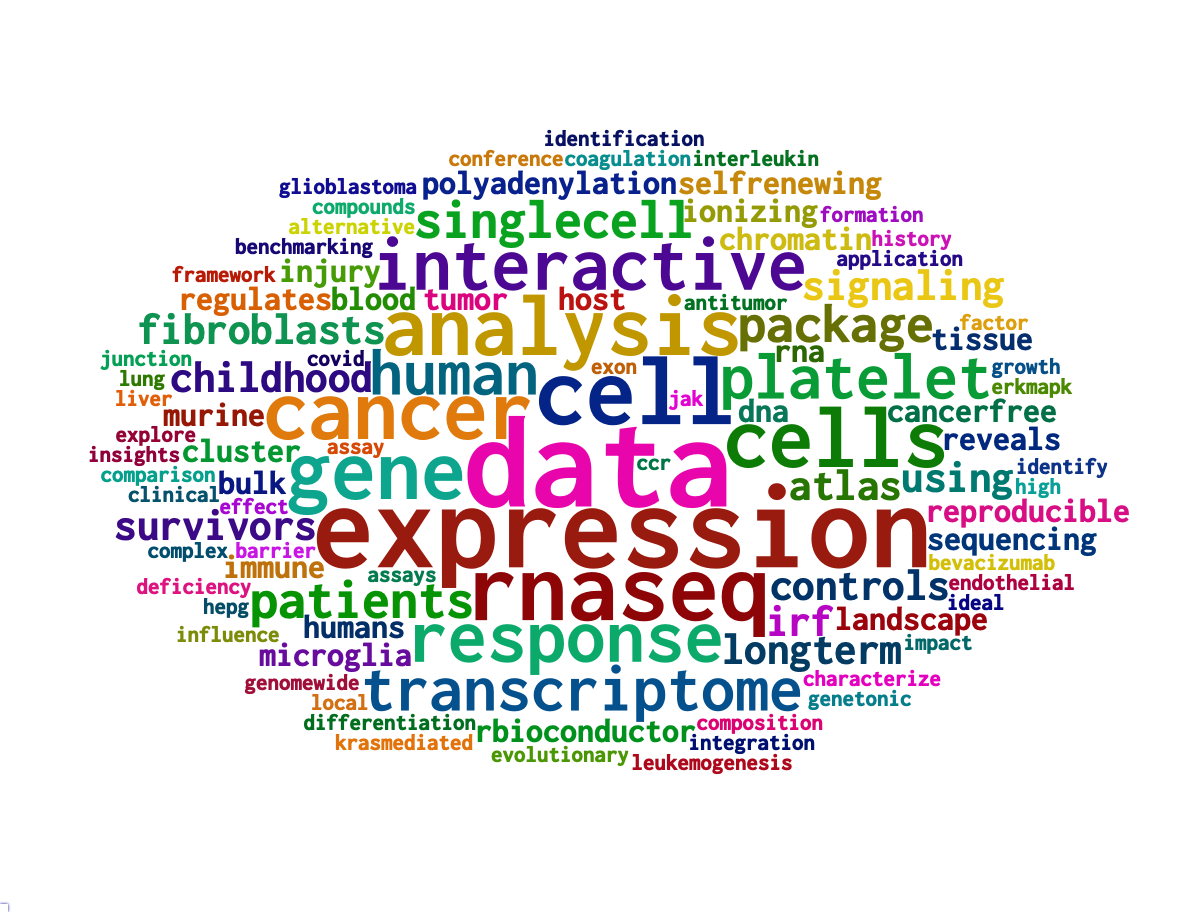 identification
conference coagulation interleukin
glioblastoma polyadenylation selfrenewing
compounds singlecell ionizing formation
alternative chromatin history
benchmarking interactive application
framework injury signaling
regulates blood tumor host antitumor
fibroblasts analysis package factor
junction covid rna tissue
lung childhood human exon platelet growth
liver cancer cell jak erkmapk
murine dna cancerfree
explore cells reveals
insights cluster assay data ccr
comparison gene identify
clinical bulk atlas using high
effect
survivors expression reproducible
complex barrier sequencing
immune assays bevacizumab
deficiency patients rnaseq controls endothelial
hepg ideal
influence humans response irf landscape
microglia longterm impact
genomewide transcriptome characterize
local genetonic
differentiation rbioconductor composition
krasmediated integration
evolutionary leukemogenesis